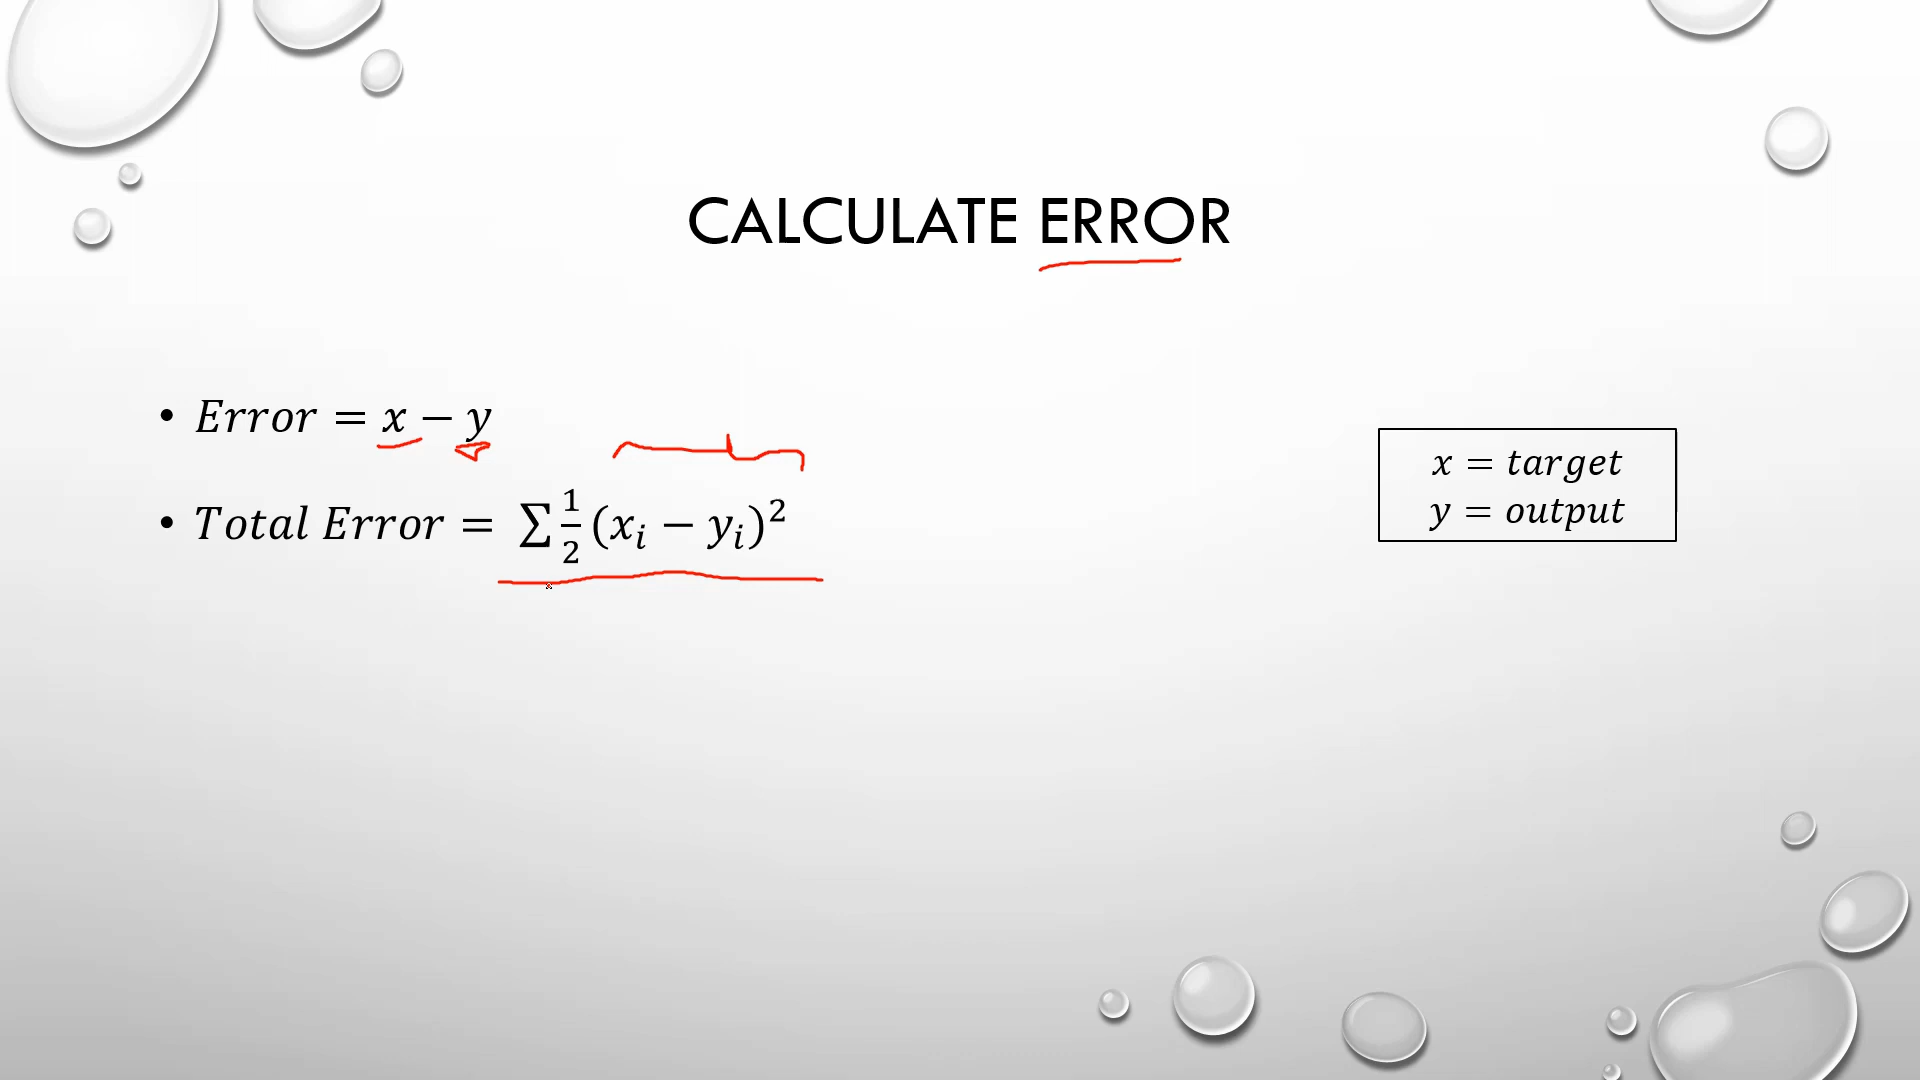 CALCULATE ERROR
• Error = x − y
• Total Error = ∑ 1/2 (xᵢ − yᵢ)²
x = target
y = output